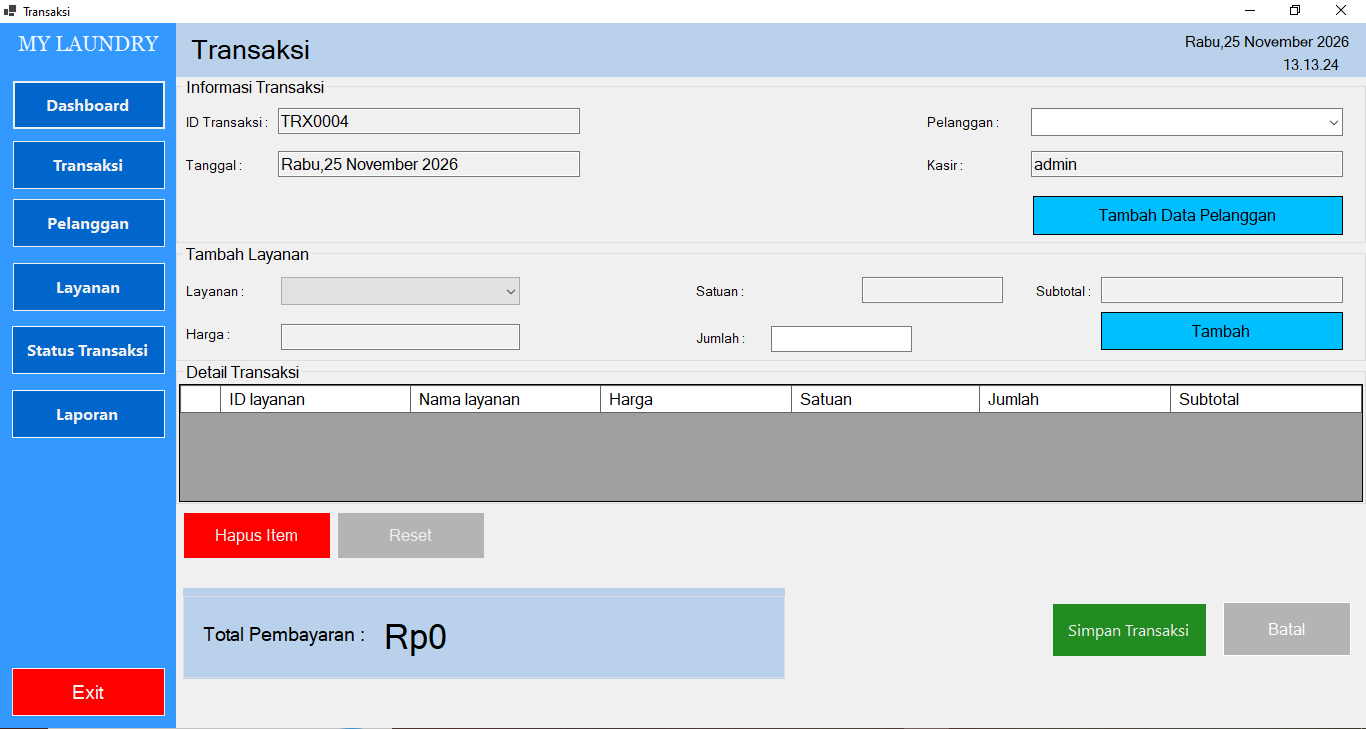 Transaksi
MY LAUNDRY
Dashboard
Transaksi
Pelanggan
Layanan
Status Transaksi
Laporan
Exit
Transaksi
Rabu,25 November 2026
13.13.24
Informasi Transaksi
ID Transaksi : TRX0004
Pelanggan :
Tanggal : Rabu,25 November 2026
Kasir : admin
Tambah Data Pelanggan
Tambah Layanan
Layanan :
Satuan :
Subtotal :
Harga :
Jumlah :
Tambah
Detail Transaksi
ID layanan Nama layanan Harga Satuan Jumlah Subtotal
Hapus Item
Reset
Total Pembayaran : Rp0
Simpan Transaksi
Batal